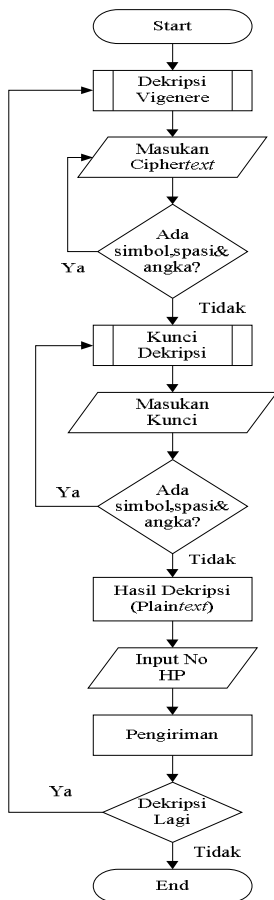 Start
Dekripsi
Vigenere
Masukan
Ciphertext
Ada
simbol,spasi&
angka?
Ya
Tidak
Kunci
Dekripsi
Masukan
Kunci
Ada
simbol,spasi&
angka?
Ya
Tidak
Hasil Dekripsi
(Plaintext)
Input No
HP
Pengiriman
Ya
Dekripsi
Lagi
Tidak
End